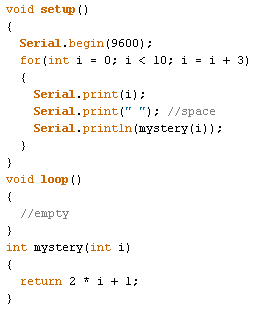 void setup()
{
  Serial.begin(9600);
  for(int i = 0; i < 10; i = i + 3)
  {
    Serial.print(i);
    Serial.print(" "); //space
    Serial.println(mystery(i));
  }
}
void loop()
{
  //empty
}
int mystery(int i)
{
  return 2 * i + 1;
}